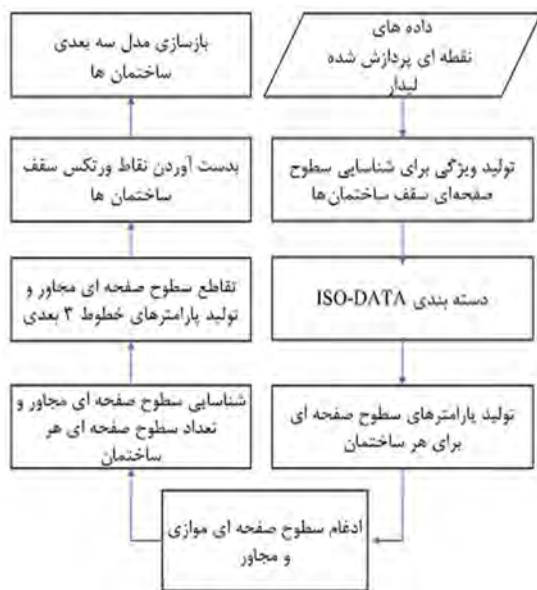 داده های
نقطه ای پردازش شده
لیدار
تولید ویژگی برای شناسایی سطوح
صفحه‌ای سقف ساختمان‌ها
دسته بندی ISO-DATA
تولید پارامترهای سطوح صفحه ای
برای هر ساختمان
ادغام سطوح صفحه ای موازی
و مجاور
شناسایی سطوح صفحه ای مجاور و
تعداد سطوح صفحه ای هر
ساختمان
تقاطع سطوح صفحه ای مجاور و
تولید پارامترهای خطوط ۳ بعدی
بدست آوردن نقاط ورتکس سقف
ساختمان ها
بازسازی مدل سه بعدی
ساختمان ها